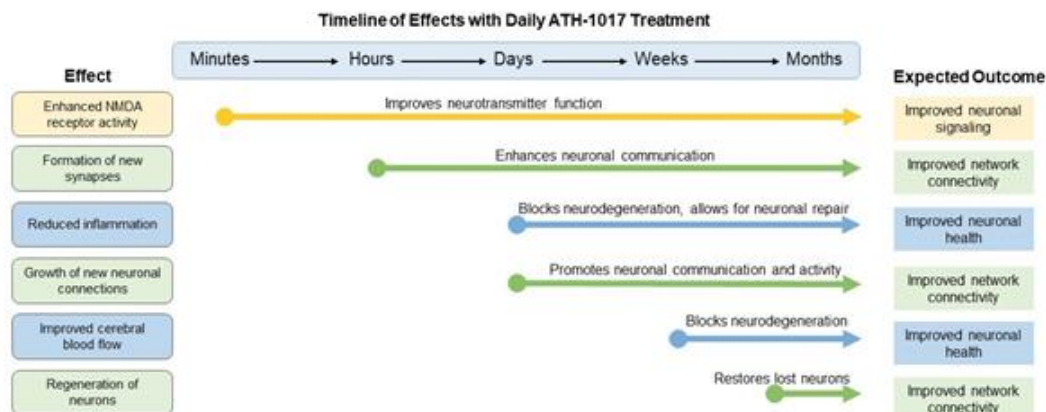 Timeline of Effects with Daily ATH-1017 Treatment
Minutes Hours Days Weeks Months
Effect
Expected Outcome
Enhanced NMDA
receptor activity
Improves neurotransmitter function
Improved neuronal
signaling
Formation of new
synapses
Enhances neuronal communication
Improved network
connectivity
Reduced inflammation
Blocks neurodegeneration, allows for neuronal repair
Improved neuronal
health
Growth of new neuronal
connections
Promotes neuronal communication and activity
Improved network
connectivity
Improved cerebral
blood flow
Blocks neurodegeneration
Improved neuronal
health
Regeneration of
neurons
Restores lost neurons
Improved network
connectivity